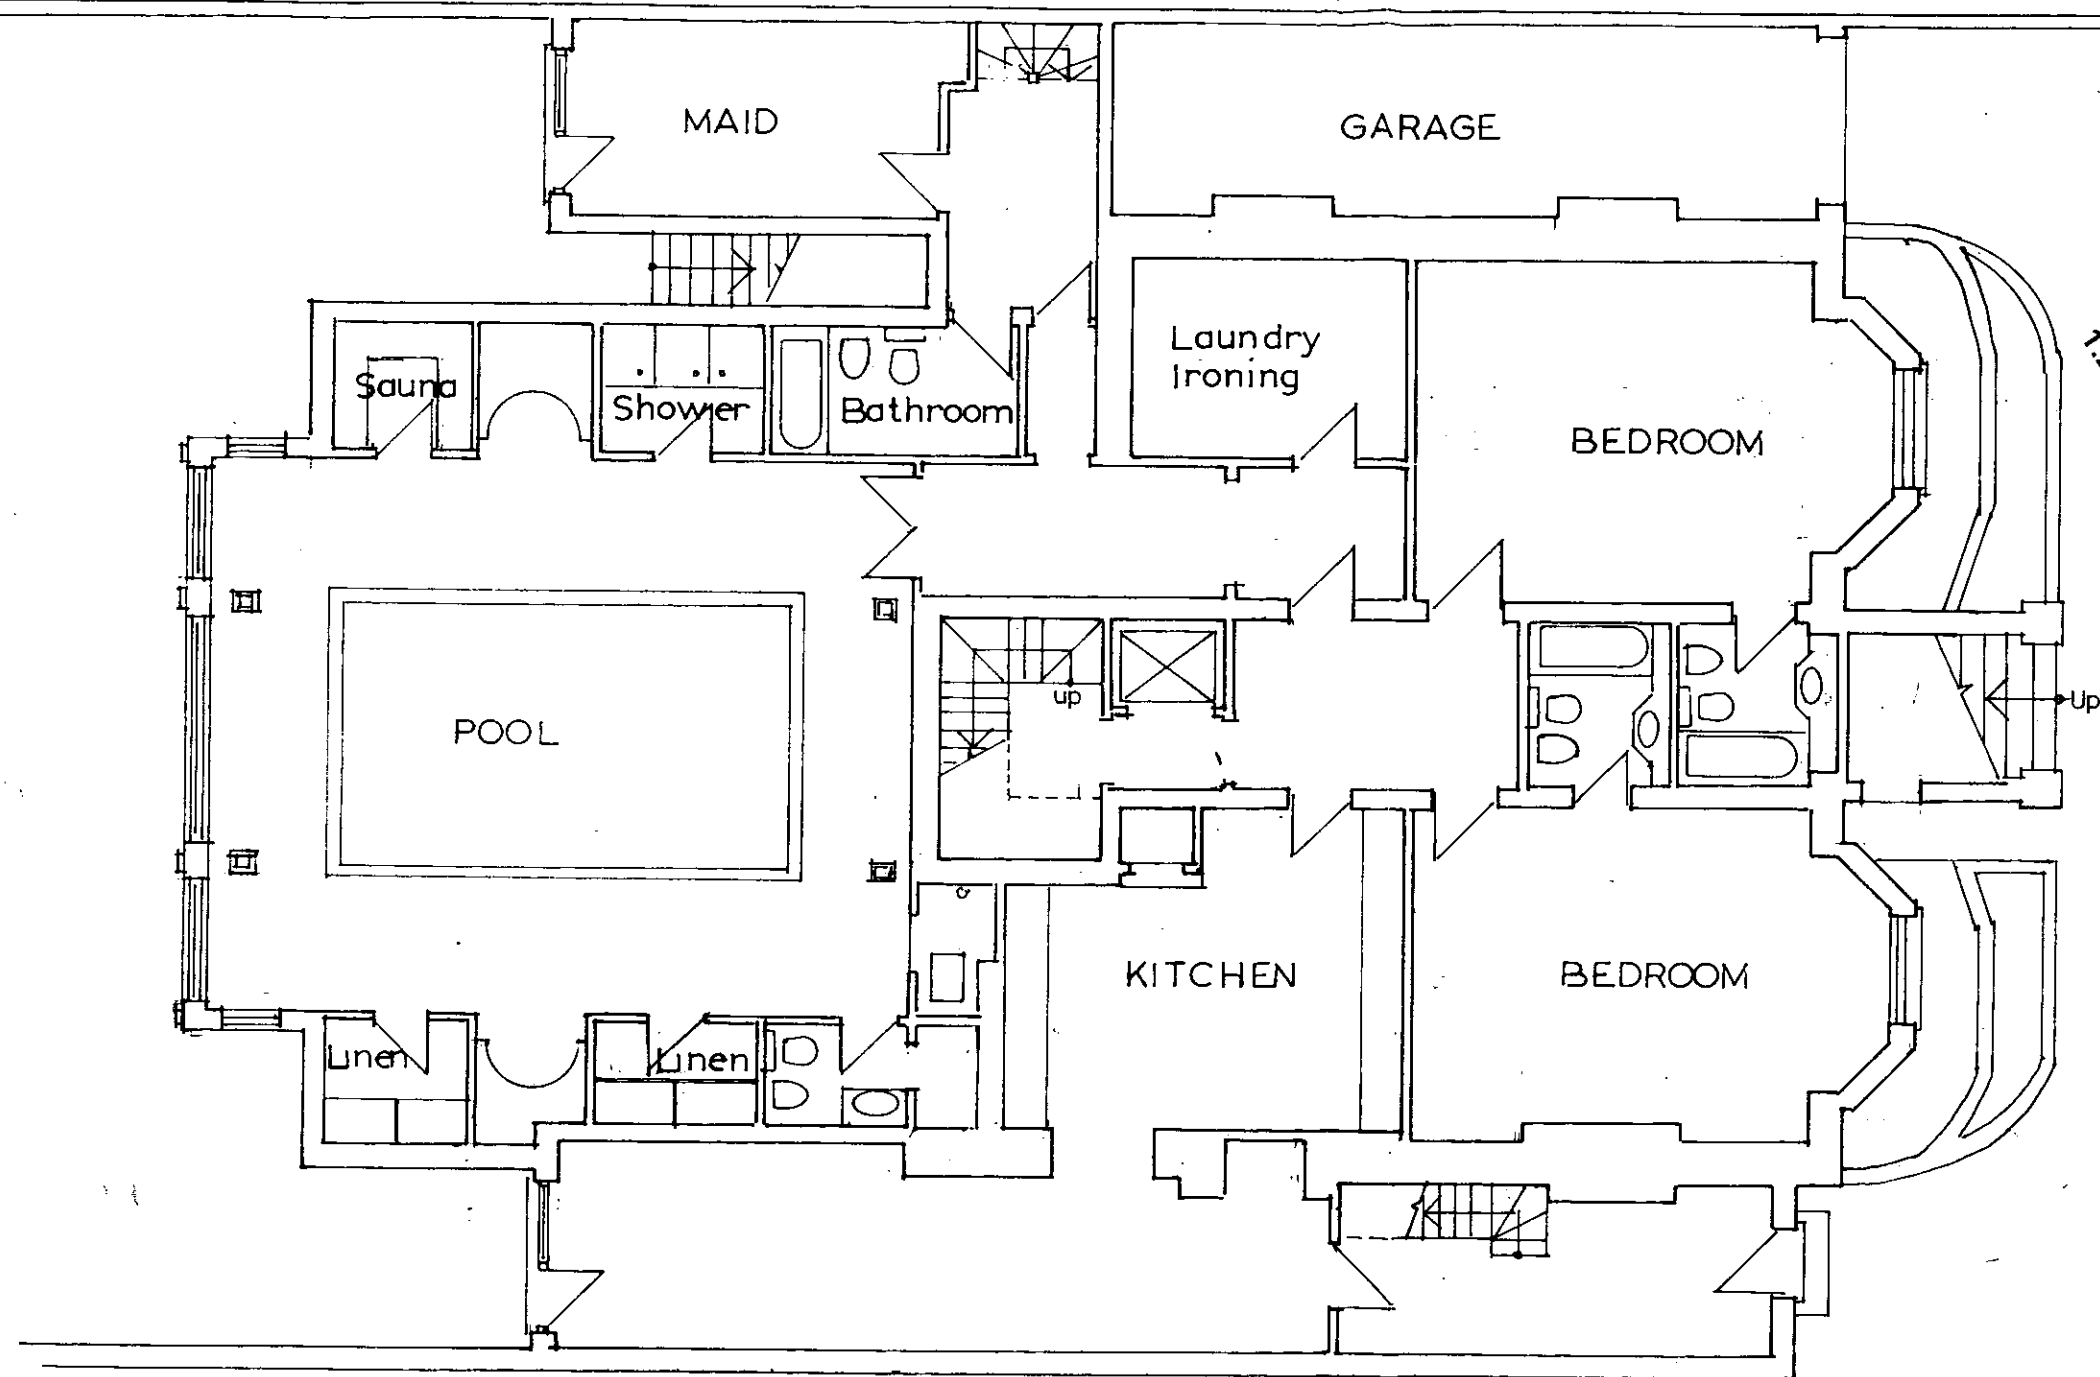 MAID
GARAGE
Laundry
Ironing
Sauna
Shower
Bathroom
BEDROOM
up
Up
POOL
KITCHEN
BEDROOM
Linen
Linen